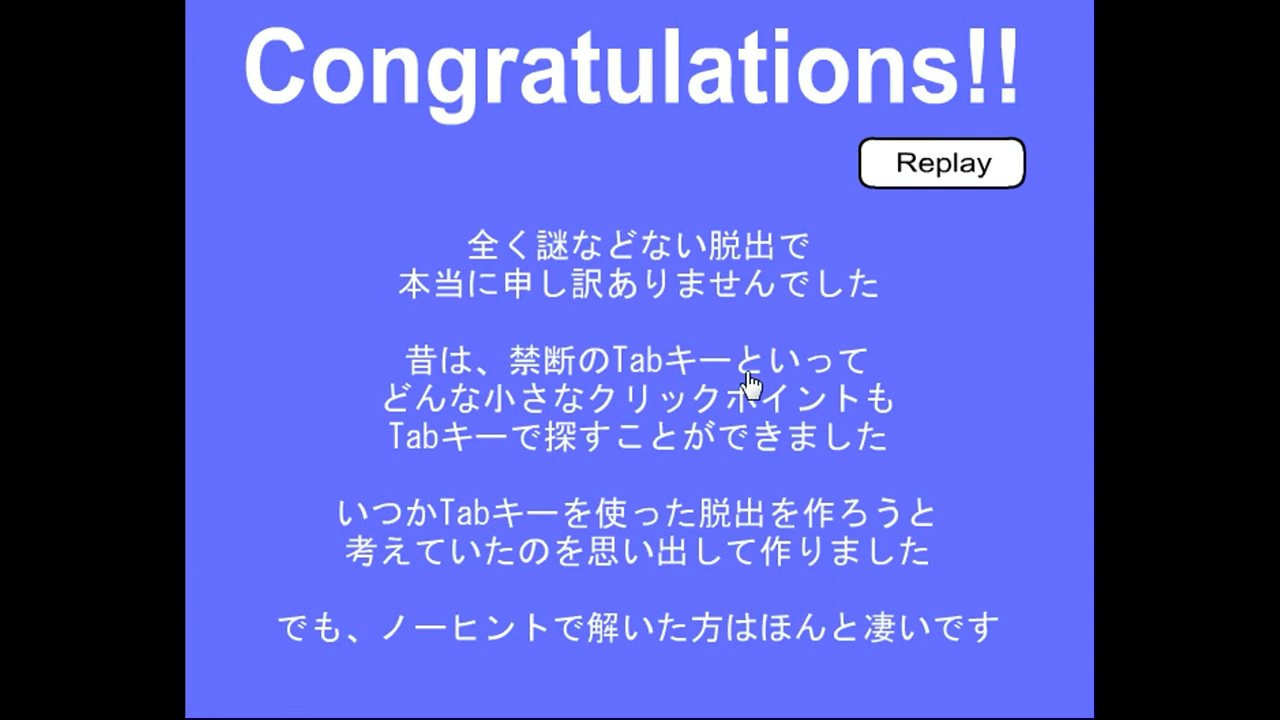 Congratulations!!
Replay
全く謎などない脱出で
本当に申し訳ありませんでした
昔は、禁断のTabキーといって
どんな小さなクリックポイントも
Tabキーで探すことができました
いつかTabキーを使った脱出を作ろうと
考えていたのを思い出して作りました
でも、ノーヒントで解いた方はほんと凄いです